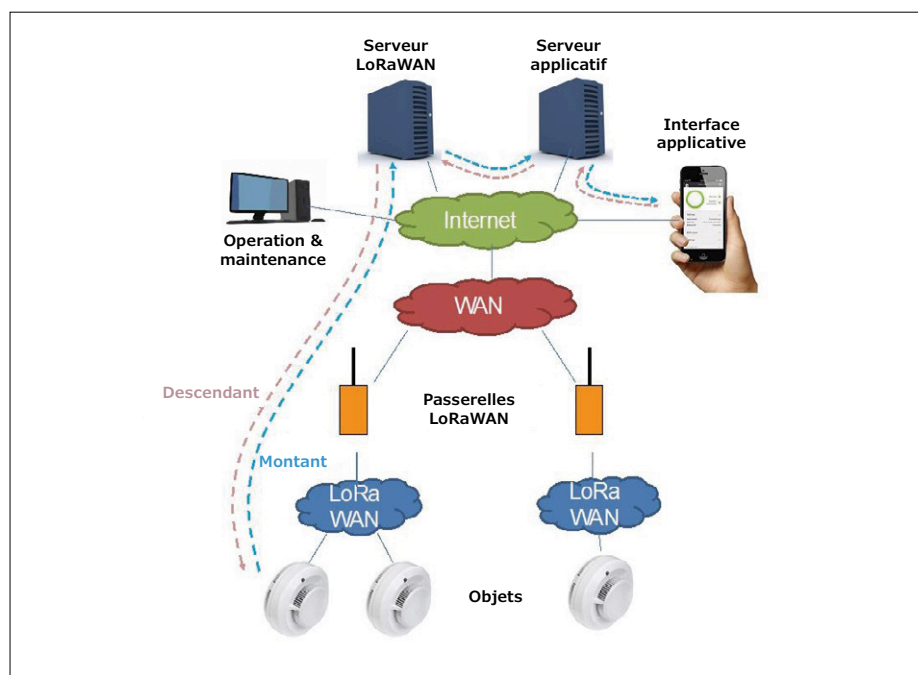 Serveur
LoRaWAN
Serveur
applicatif
Interface
applicative
Operation &
maintenance
Internet
WAN
Descendant
Passerelles
LoRaWAN
Montant
LoRa
WAN
LoRa
WAN
Objets